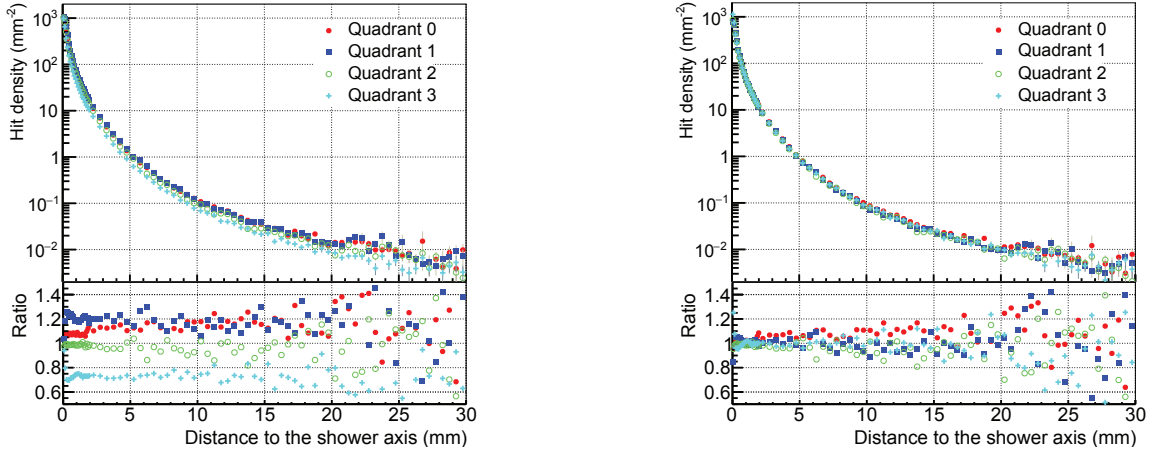 Hit density (mm-2)
10³
10²
10
1
10⁻¹
10⁻²
Quadrant 0
Quadrant 1
Quadrant 2
Quadrant 3
Ratio
1.4
1.2
1
0.8
0.6
0 5 10 15 20 25 30
Distance to the shower axis (mm)
Hit density (mm-2)
10³
10²
10
1
10⁻¹
10⁻²
Quadrant 0
Quadrant 1
Quadrant 2
Quadrant 3
Ratio
1.4
1.2
1
0.8
0.6
0 5 10 15 20 25 30
Distance to the shower axis (mm)